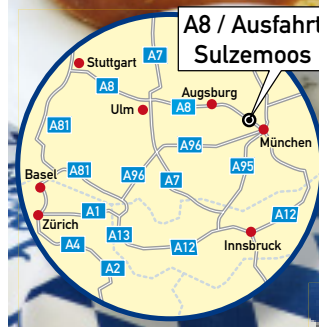 A8 / Ausfahrt
Sulzemoos
A7
Stuttgart
A8
Augsburg
Ulm
A8
A81
München
A96
A95
Basel
A81
A96
A7
A1
A12
Zürich
A13
A4
A12
Innsbruck
A2